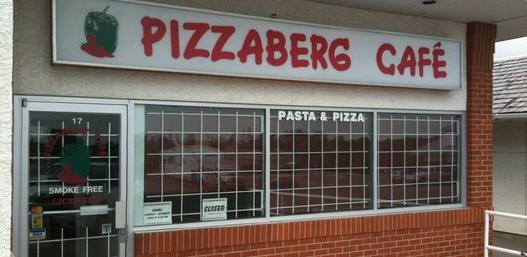 PIZZABERG CAFÉ
PASTA & PIZZA
17
SMOKE FREE
LICENSED
CLOSED